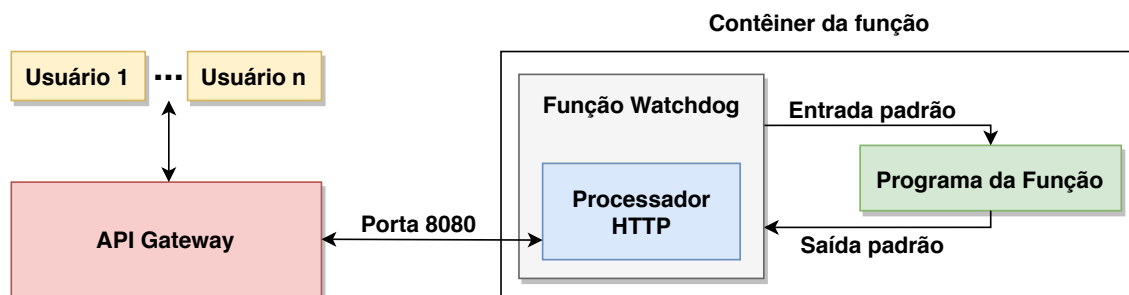 Contêiner da função
Usuário 1 ... Usuário n
Função Watchdog
Entrada padrão
Programa da Função
Processador
HTTP
Porta 8080
API Gateway
Saída padrão